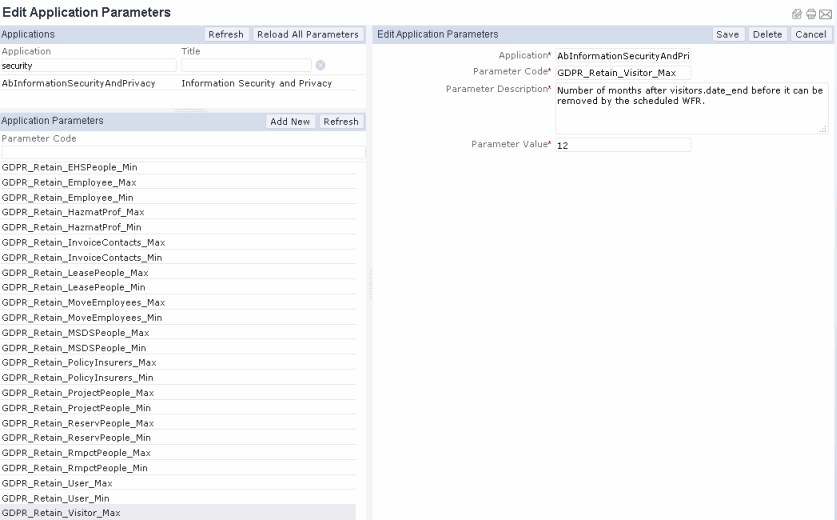 Edit Application Parameters
Applications
Refresh
Reload All Parameters
Application
Title
security
AbInformationSecurityAndPrivacy
Information Security and Privacy
Application Parameters
Add New
Refresh
Parameter Code
GDPR_Retain_EHSPeople_Min
GDPR_Retain_Employee_Max
GDPR_Retain_Employee_Min
GDPR_Retain_HazmatProf_Max
GDPR_Retain_HazmatProf_Min
GDPR_Retain_InvoiceContacts_Max
GDPR_Retain_InvoiceContacts_Min
GDPR_Retain_LeasePeople_Max
GDPR_Retain_LeasePeople_Min
GDPR_Retain_MoveEmployees_Max
GDPR_Retain_MoveEmployees_Min
GDPR_Retain_MSDSPeople_Max
GDPR_Retain_MSDSPeople_Min
GDPR_Retain_PolicyInsurers_Max
GDPR_Retain_PolicyInsurers_Min
GDPR_Retain_ProjectPeople_Max
GDPR_Retain_ProjectPeople_Min
GDPR_Retain_ReservPeople_Max
GDPR_Retain_ReservPeople_Min
GDPR_Retain_RmpctPeople_Max
GDPR_Retain_RmpctPeople_Min
GDPR_Retain_User_Max
GDPR_Retain_User_Min
GDPR_Retain_Visitor_Max
Edit Application Parameters
Save
Delete
Cancel
Application* AbInformationSecurityAndPri
Parameter Code* GDPR_Retain_Visitor_Max
Parameter Description* Number of months after visitors.date_end before it can be
removed by the scheduled WFR.
Parameter Value* 12